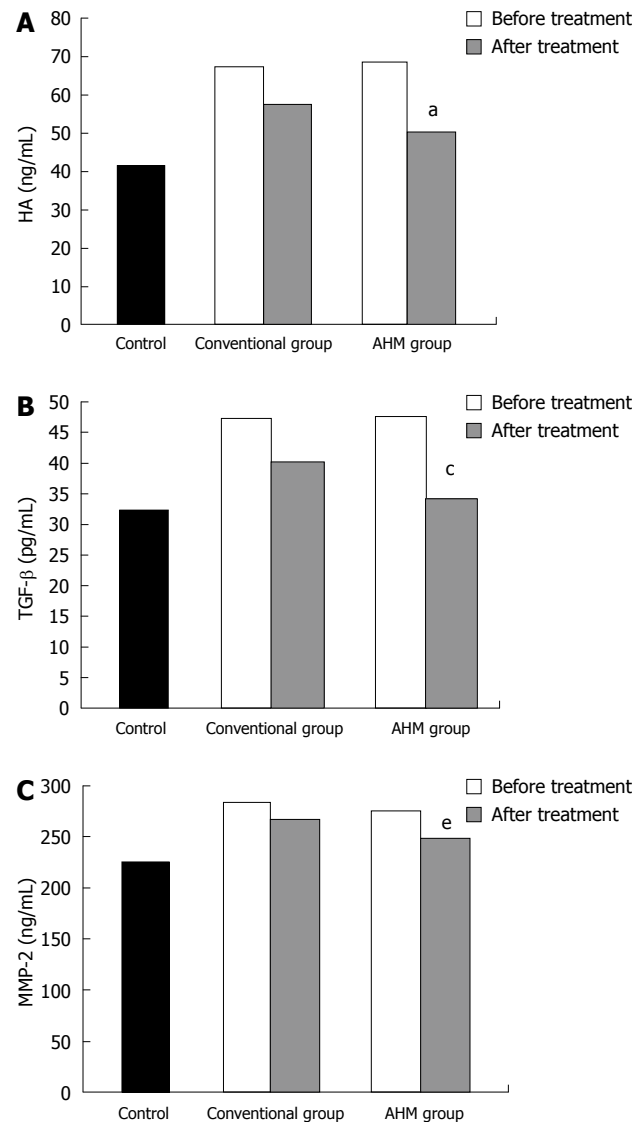 A
Before treatment
After treatment
HA (ng/mL)
80
70
60
50
40
30
20
10
0
a
Control
Conventional group
AHM group
B
Before treatment
After treatment
TGF-β (pg/mL)
50
45
40
35
30
25
20
15
10
5
0
c
Control
Conventional group
AHM group
C
Before treatment
After treatment
MMP-2 (ng/mL)
300
250
200
150
100
50
0
e
Control
Conventional group
AHM group